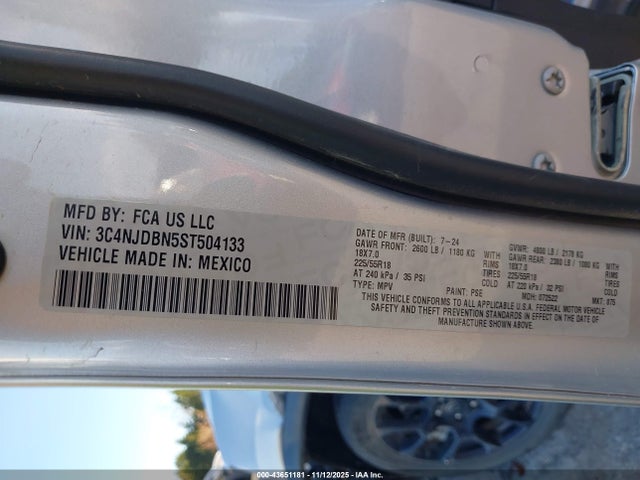 MFD BY: FCA US LLC
VIN: 3C4NJDBN5ST504133
VEHICLE MADE IN: MEXICO
DATE OF MFR (BUILT): 7-24 GVWR: 4800 LB / 2178 KG
GAWR FRONT: 2600 LB / 1180 KG WITH GAWR REAR: 2380 LB / 1080 KG WITH
18X7.0 RIMS 18X7.0 RIMS
225/55R18 TIRES 225/55R18 TIRES
AT 240 kPa / 35 PSI COLD AT 220 kPa / 32 PSI COLD
TYPE: MPV PAINT: PSE MDH: 072522 MKT: 875
THIS VEHICLE CONFORMS TO ALL APPLICABLE U.S.A. FEDERAL MOTOR VEHICLE
SAFETY AND THEFT PREVENTION STANDARDS IN EFFECT ON THE DATE OF
MANUFACTURE SHOWN ABOVE.
000-43651181 - 11/12/2025 - IAAI.COM